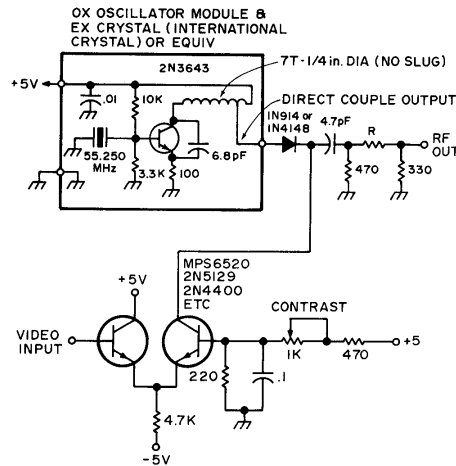 OX OSCILLATOR MODULE &
EX CRYSTAL (INTERNATIONAL
CRYSTAL) OR EQUIV
2N3643
7T-1/4 in. DIA (NO SLUG)
+5V
.01
10K
DIRECT COUPLE OUTPUT
1N914 or
1N4148
4.7pF
R
RF
OUT
55.250
MHz
6.8pF
3.3K
100
470
330
MPS6520
2N5129
2N4400
ETC
+5V
CONTRAST
VIDEO
INPUT
1K
470
+5
220
.1
4.7K
-5V